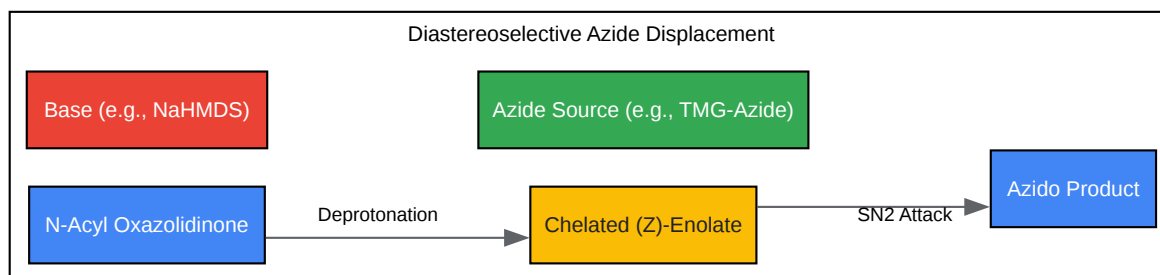 Diastereoselective Azide Displacement
Base (e.g., NaHMDS)
Azide Source (e.g., TMG-Azide)
N-Acyl Oxazolidinone
Deprotonation
Chelated (Z)-Enolate
SN2 Attack
Azido Product